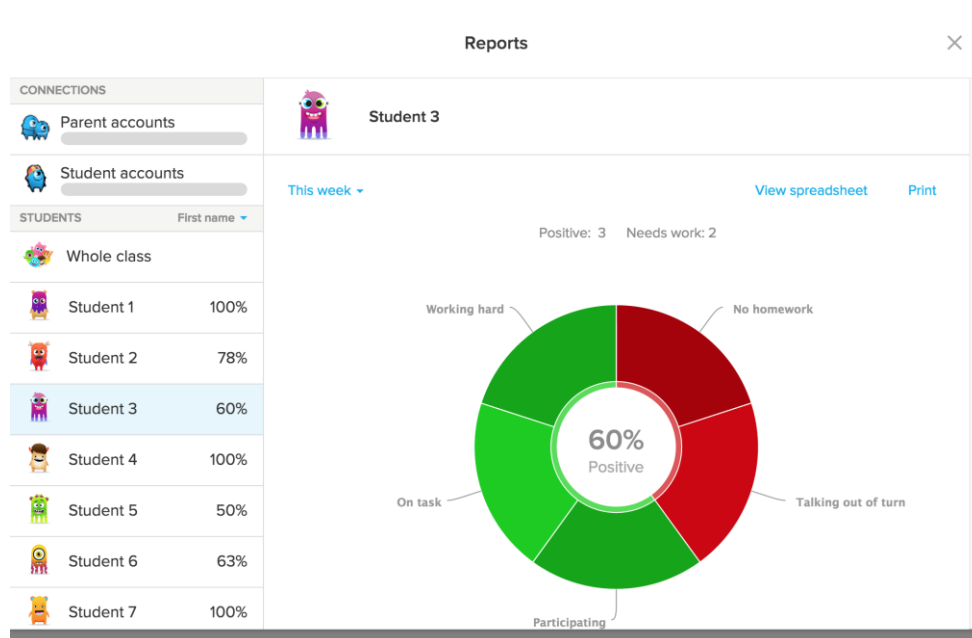 Reports
CONNECTIONS
Parent accounts
Student accounts
STUDENTS First name
Whole class
Student 1 100%
Student 2 78%
Student 3 60%
Student 4 100%
Student 5 50%
Student 6 63%
Student 7 100%
Student 3
This week
View spreadsheet Print
Positive: 3 Needs work: 2
Working hard
No homework
60%
Positive
On task
Talking out of turn
Participating